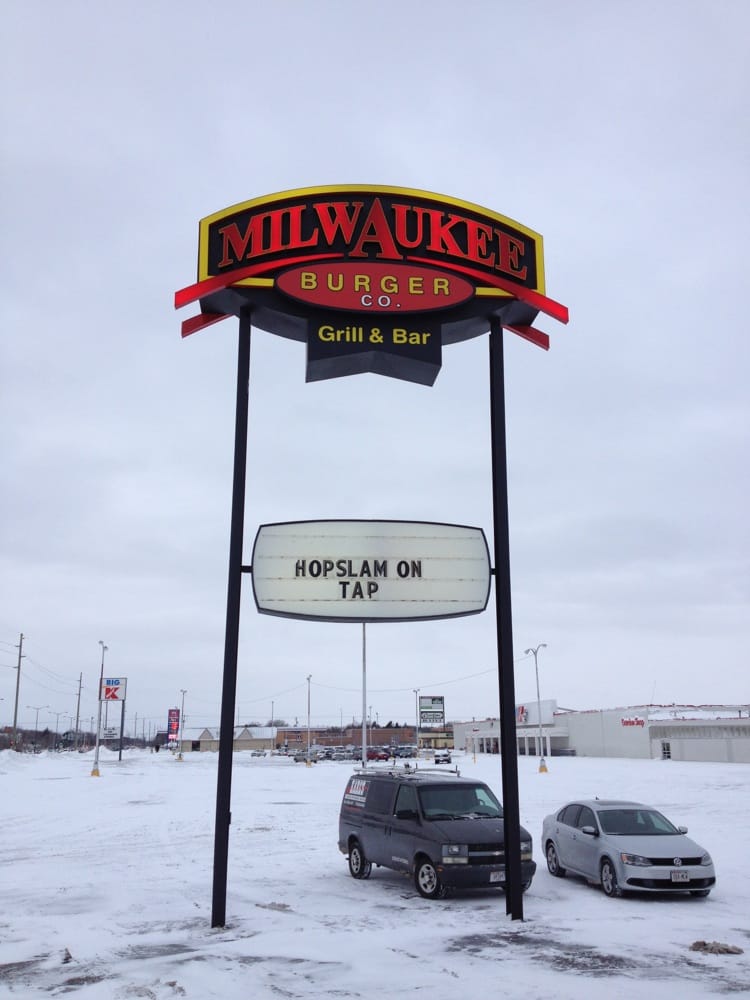 MILWAUKEE
BURGER
CO.
Grill & Bar
HOPSLAM ON
TAP
BIG
K